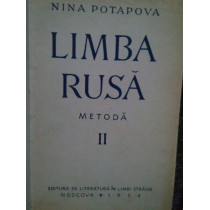 NINA POTAPOVA
LIMBA
RUSĂ
METODĂ
II
EDITURA DE LITERATURĂ ÎN LIMBI STRĂINE
MOSCOVA